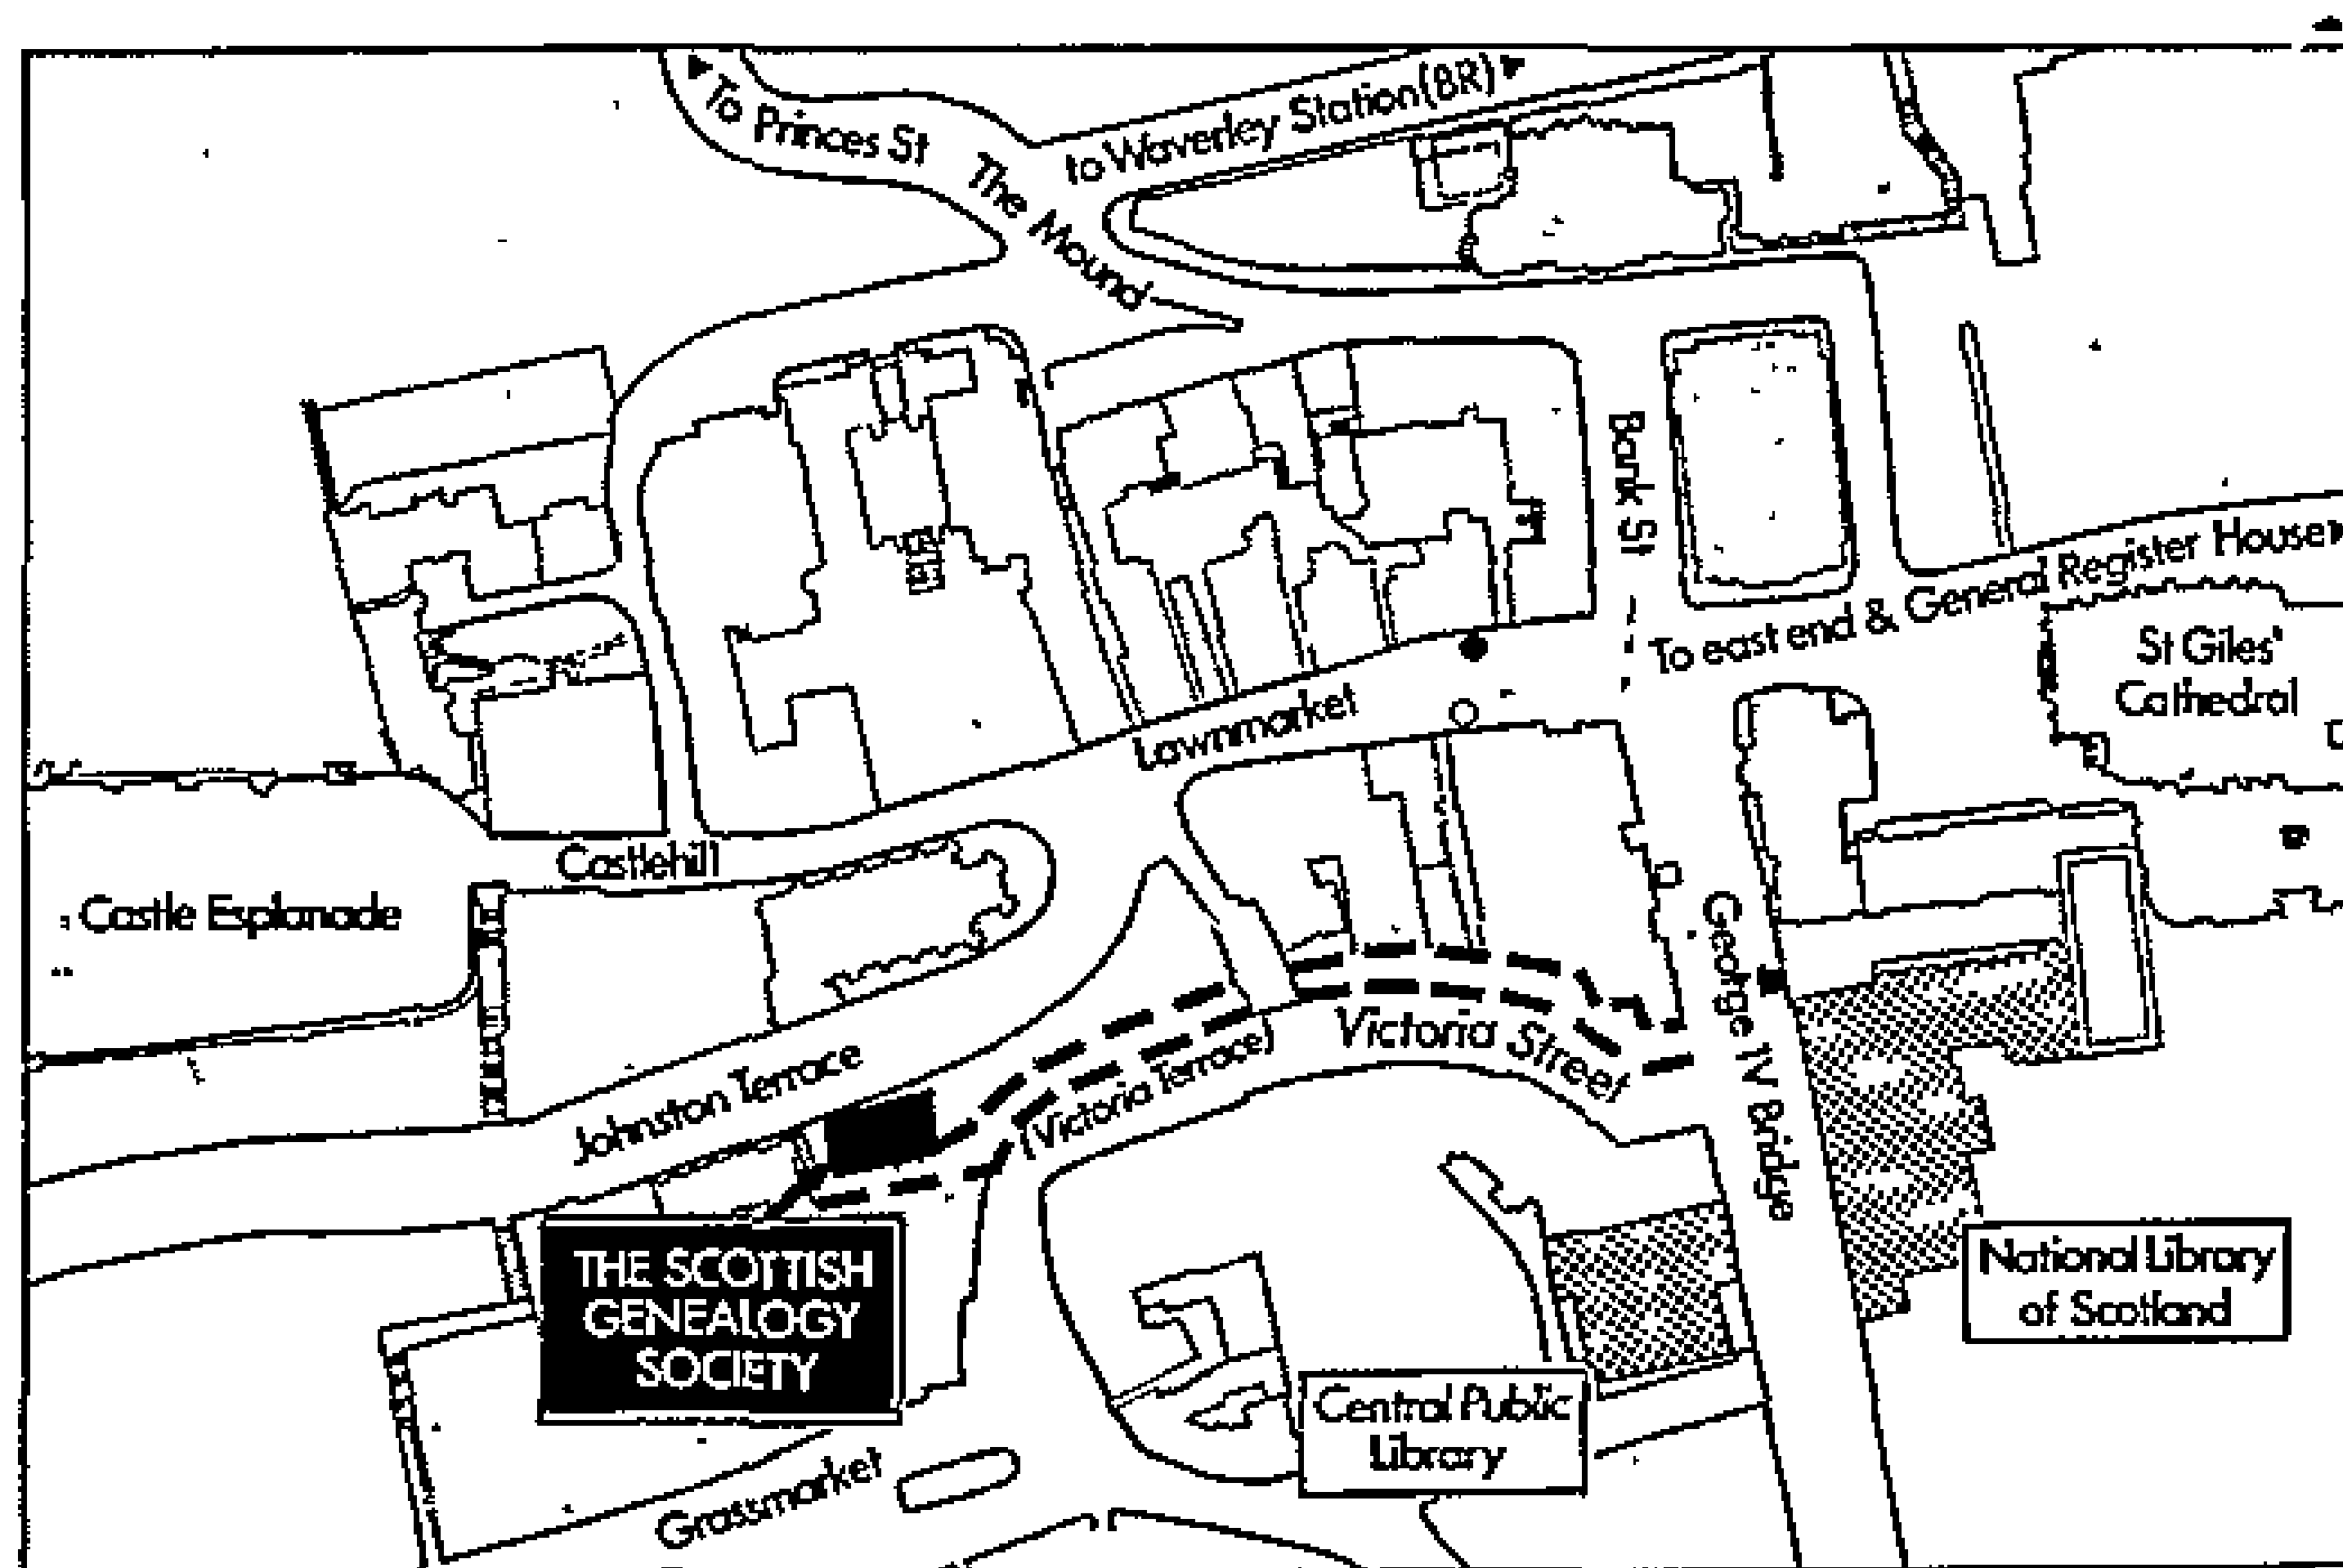 To Princes St
The Mound
to Waverley Station (BR)
Bank St
To east end & General Register House
St Giles'
Cathedral
Lawnmarket
Castlehill
Castle Esplanade
George IV Bridge
Victoria Street
(Victoria Terrace)
Johnston Terrace
THE SCOTTISH
GENEALOGY
SOCIETY
National Library
of Scotland
Central Public
Library
Grassmarket